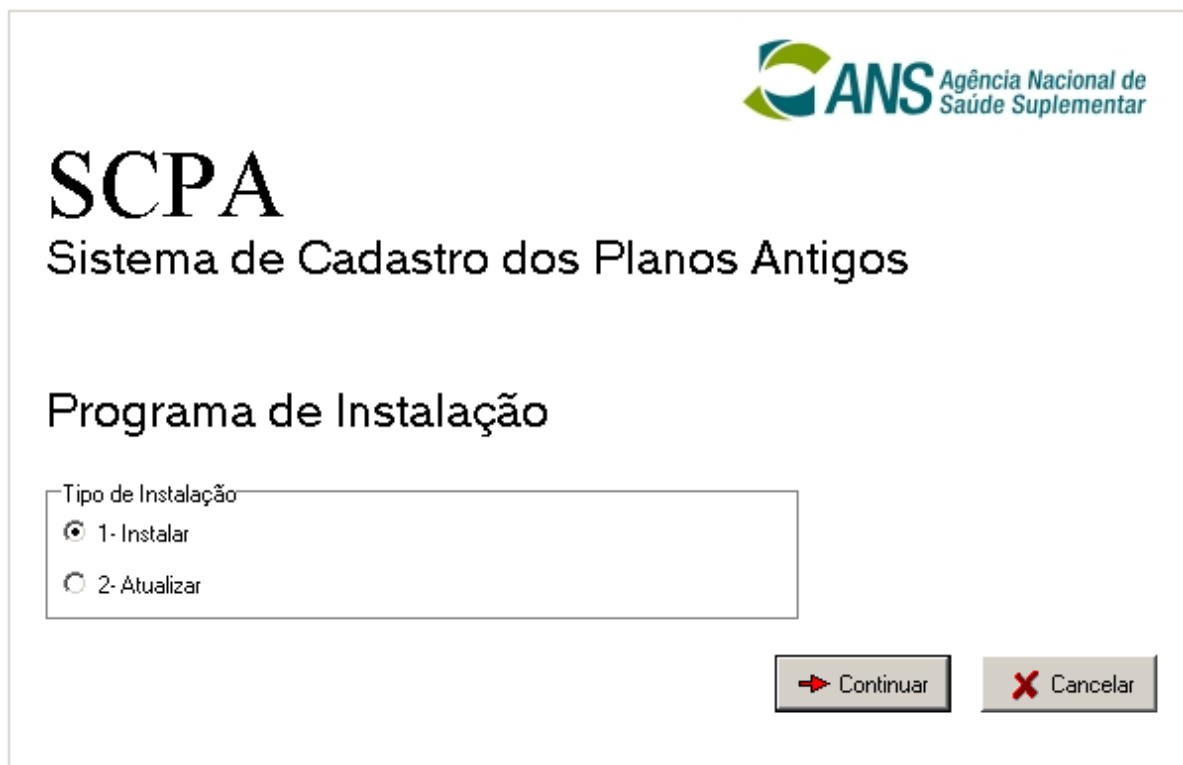 ANS Agência Nacional de
Saúde Suplementar
SCPA
Sistema de Cadastro dos Planos Antigos
Programa de Instalação
Tipo de Instalação
1- Instalar
2- Atualizar
Continuar
Cancelar